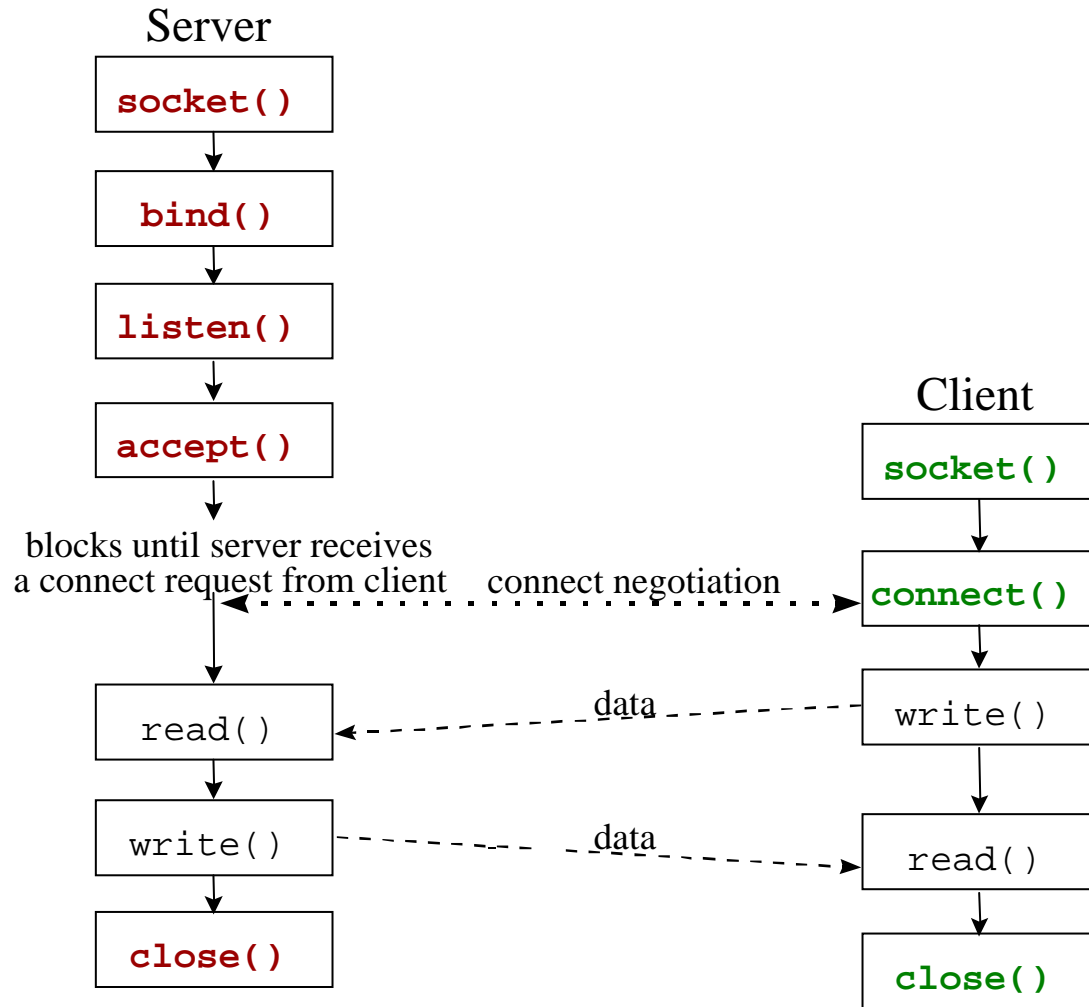 Server
socket()
bind()
listen()
accept()
blocks until server receives
a connect request from client
read()
write()
close()
connect negotiation
data
data
Client
socket()
connect()
write()
read()
close()